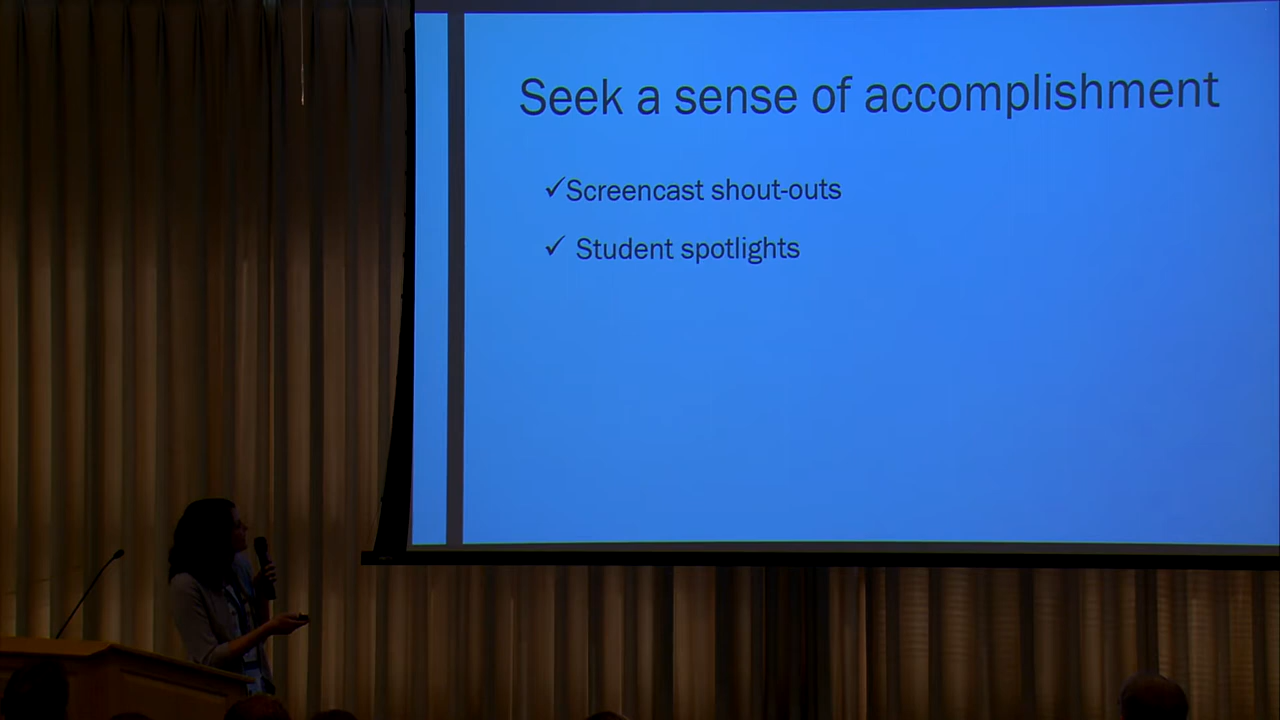 Seek a sense of accomplishment
✓Screencast shout-outs
✓ Student spotlights